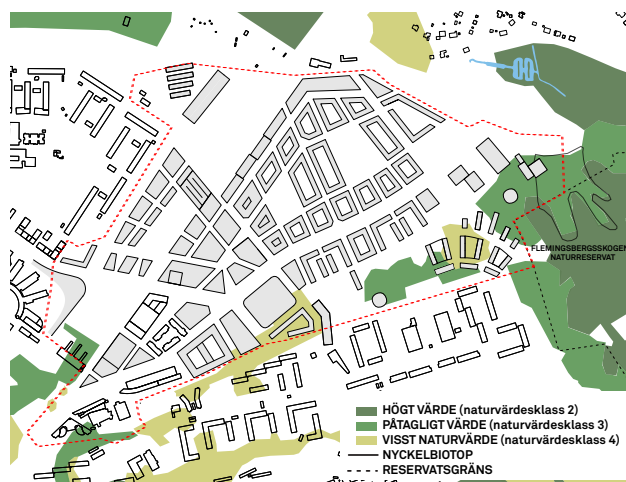 FLEMINGSBERGSSKOGEN
NATURRESERVAT
HÖGT VÄRDE (naturvärdesklass 2)
PÅTAGLIGT VÄRDE (naturvärdesklass 3)
VISST NATURVÄRDE (naturvärdesklass 4)
NYCKELBIOTOP
RESERVATSGRÄNS